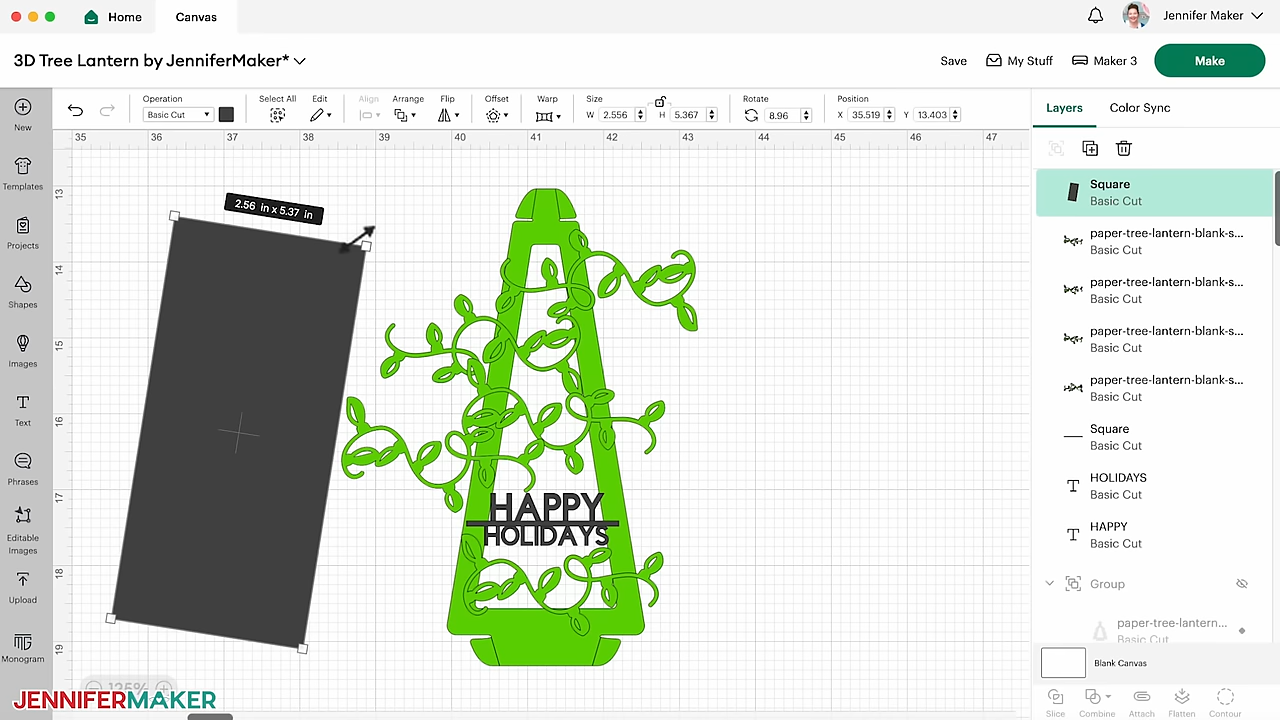 Home
Canvas
Jennifer Maker
3D Tree Lantern by JenniferMaker*
Save
My Stuff
Maker 3
Make
New
Templates
Projects
Shapes
Images
Text
Phrases
Editable
Images
Upload
Monogram
Operation
Basic Cut
Select All
Edit
Align
Arrange
Flip
Offset
Warp
Size
W 2.556
H 5.367
Rotate
8.96
Position
X 35.519
Y 13.403
35 36 37 38 39 40 41 42 43 44 45 46 47
13
14
15
16
17
18
19
2.56 in x 5.37 in
HAPPY
HOLIDAYS
125%
JENNIFERMAKER
Layers
Color Sync
Square
Basic Cut
paper-tree-lantern-blank-s...
Basic Cut
paper-tree-lantern-blank-s...
Basic Cut
paper-tree-lantern-blank-s...
Basic Cut
paper-tree-lantern-blank-s...
Basic Cut
Square
Basic Cut
HOLIDAYS
Basic Cut
HAPPY
Basic Cut
Group
paper-tree-lantern...
Basic Cut
Blank Canvas
Slice
Combine
Attach
Flatten
Contour